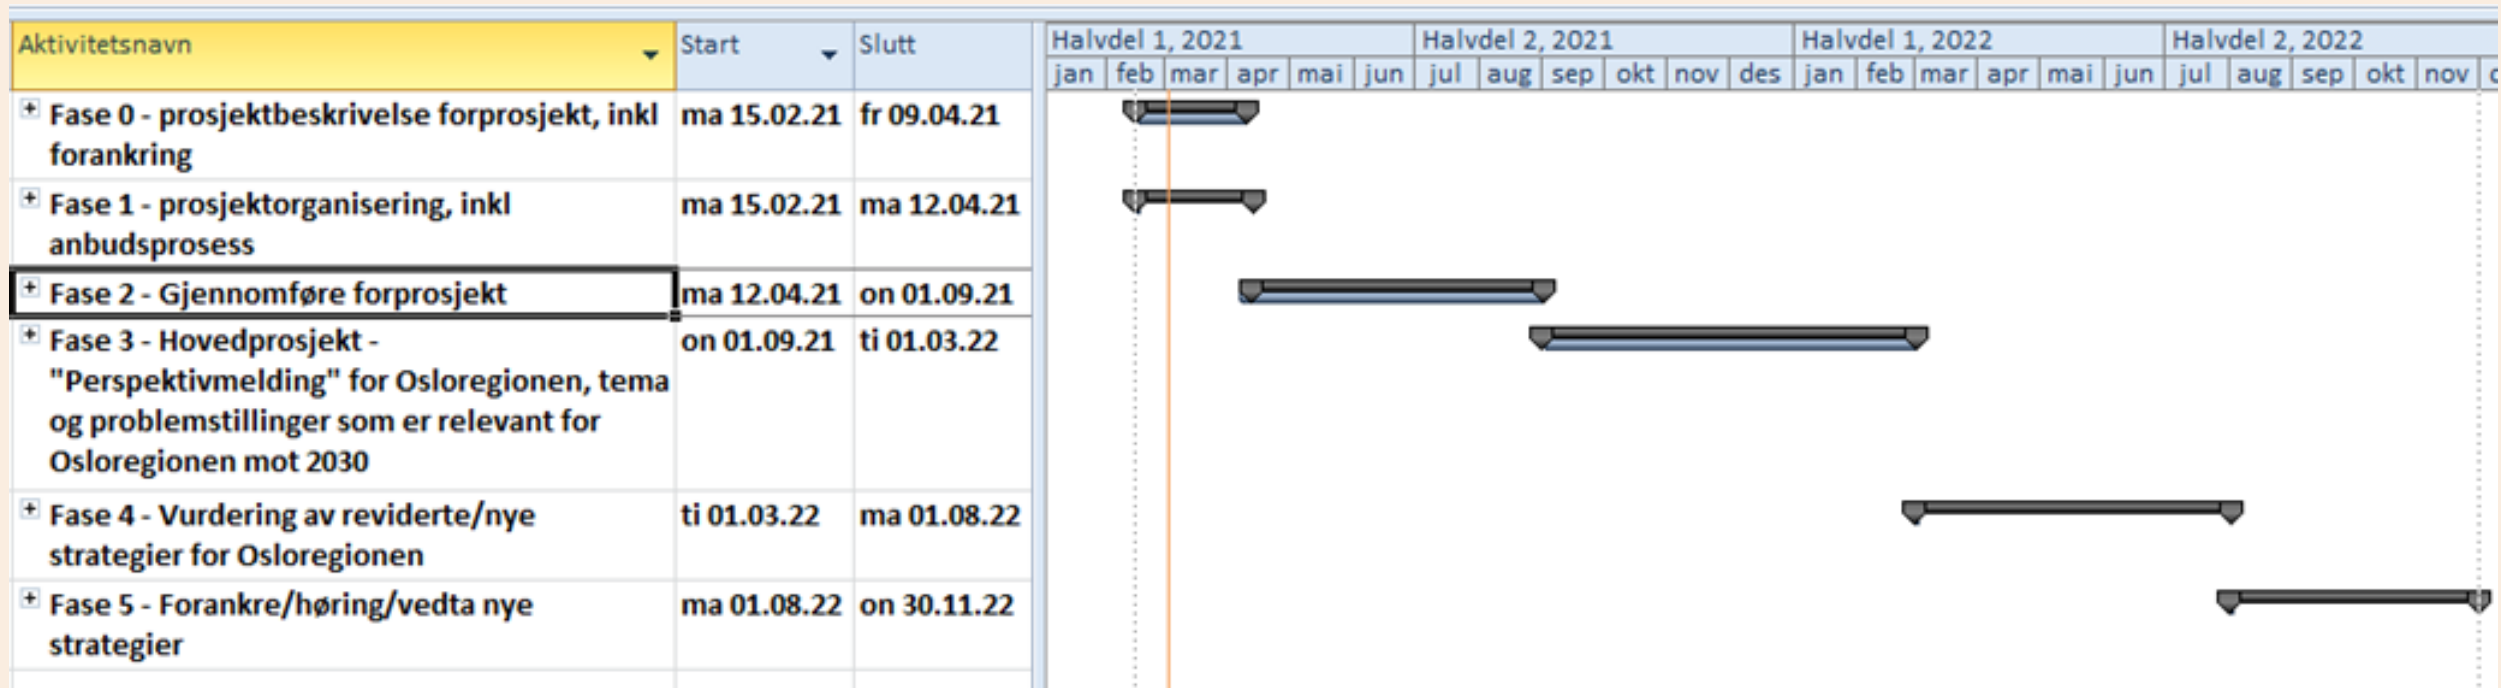 Aktivitetsnavn Start Slutt Halvdel 1, 2021 Halvdel 2, 2021 Halvdel 1, 2022 Halvdel 2, 2022
jan feb mar apr mai jun jul aug sep okt nov des jan feb mar apr mai jun jul aug sep okt nov
Fase 0 - prosjektbeskrivelse forprosjekt, inkl ma 15.02.21 fr 09.04.21
forankring
Fase 1 - prosjektorganisering, inkl ma 15.02.21 ma 12.04.21
anbudsprosess
Fase 2 - Gjennomføre forprosjekt ma 12.04.21 on 01.09.21
Fase 3 - Hovedprosjekt - on 01.09.21 ti 01.03.22
"Perspektivmelding" for Osloregionen, tema
og problemstillinger som er relevant for
Osloregionen mot 2030
Fase 4 - Vurdering av reviderte/nye ti 01.03.22 ma 01.08.22
strategier for Osloregionen
Fase 5 - Forankre/høring/vedta nye ma 01.08.22 on 30.11.22
strategier